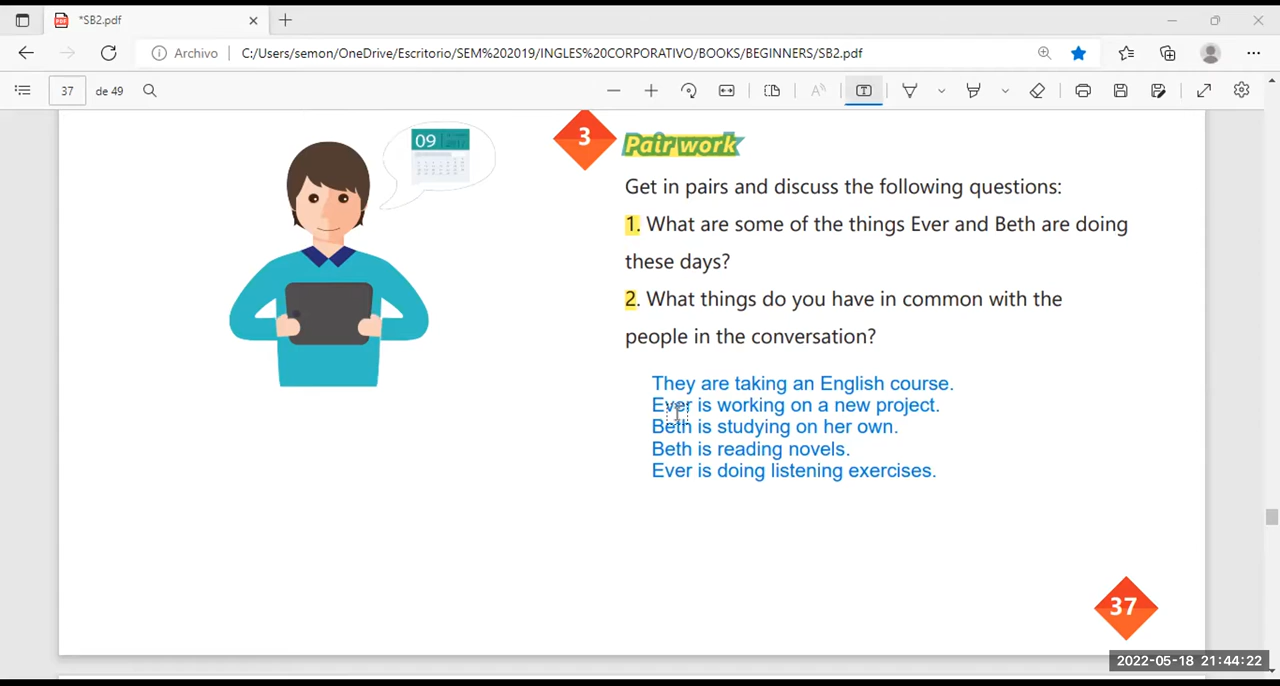 *SB2.pdf
Archivo
C:/Users/semon/OneDrive/Escritorio/SEM%202019/INGLES%20CORPORATIVO/BOOKS/BEGINNERS/SB2.pdf
37 de 49
09
2017
3
Pair work
Get in pairs and discuss the following questions:
1. What are some of the things Ever and Beth are doing
these days?
2. What things do you have in common with the
people in the conversation?
They are taking an English course.
Ever is working on a new project.
Beth is studying on her own.
Beth is reading novels.
Ever is doing listening exercises.
37
2022-05-18 21:44:22